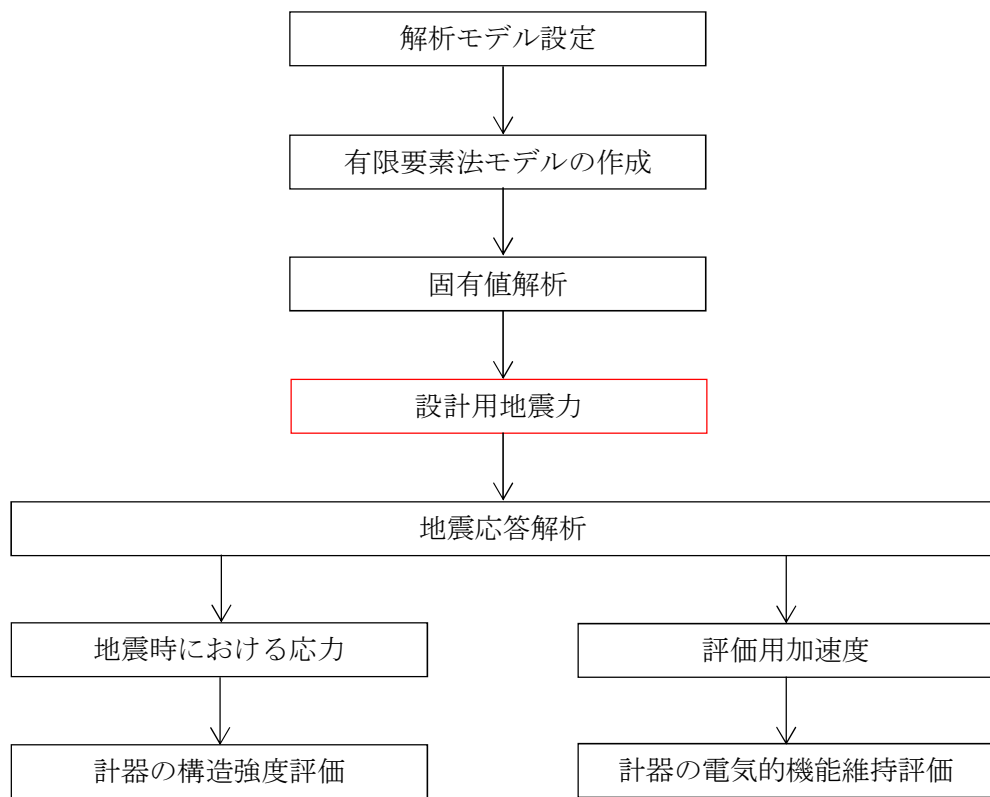 解析モデル設定
有限要素法モデルの作成
固有値解析
設計用地震力
地震応答解析
地震時における応力
評価用加速度
計器の構造強度評価
計器の電気的機能維持評価